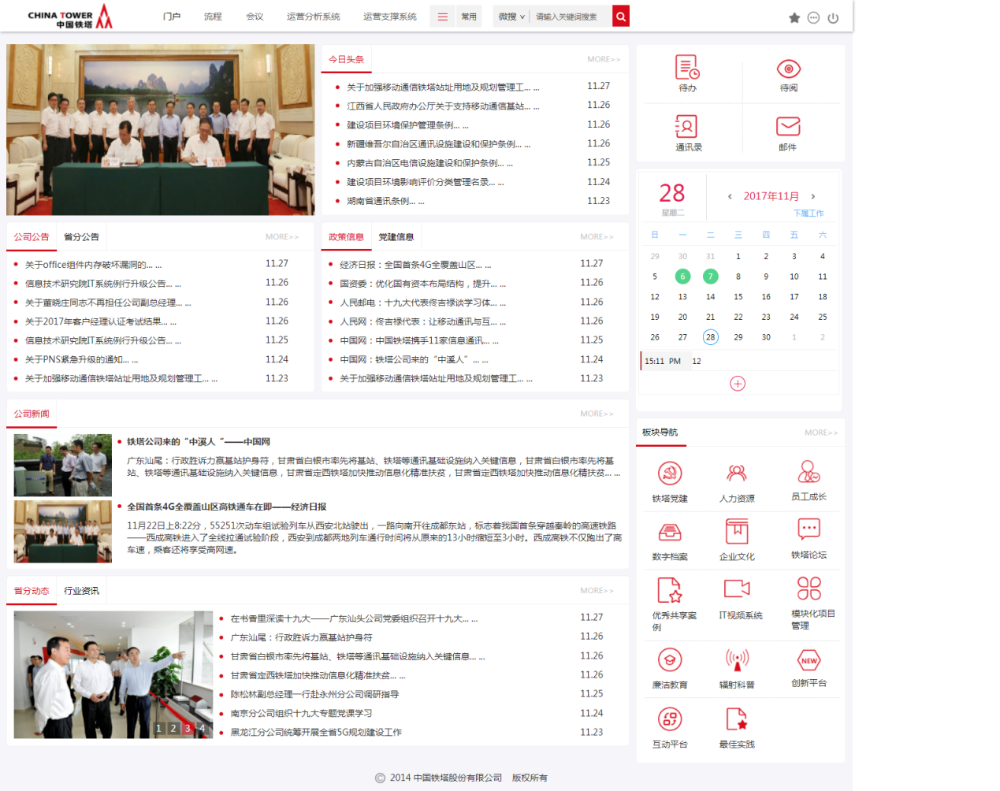 CHINA TOWER
中国铁塔
门户 流程 会议 运营分析系统 运营支撑系统 常用 微搜 请输入关键词搜索
今日头条 MORE>>
关于加强移动通信铁塔站址用地及规划管理工... ... 11.27
江西省人民政府办公厅关于支持移动通信基站... ... 11.26
建设项目环境保护管理条例... ... 11.26
新疆维吾尔自治区通讯设施建设和保护条例... ... 11.26
内蒙古自治区电信设施建设和保护条例... ... 11.25
建设项目环境影响评价分类管理名录... ... 11.24
湖南省通讯条例... ... 11.23
待办 待阅
通讯录 邮件
公司公告 省分公告 MORE>>
关于office组件内存破坏漏洞的... ... 11.27
信息技术研究院IT系统例行升级公告... ... 11.26
关于董晓庄同志不再担任公司副总经理... ... 11.26
关于2017年客户经理认证考试结果... ... 11.26
信息技术研究院IT系统例行升级公告... ... 11.25
关于PNS紧急升级的通知... ... 11.24
关于加强移动通信铁塔站址用地及规划管理工... ... 11.23
政策信息 党建信息 MORE>>
经济日报：全国首条4G全覆盖山区... ... 11.27
国资委：优化国有资本布局结构，提升... ... 11.26
人民邮电：十九大代表佟吉禄谈学习体... ... 11.26
人民网：佟吉禄代表：让移动通讯与互... ... 11.26
中国网：中国铁塔携手11家信息通讯... ... 11.25
中国网：铁塔公司来的“中溪人” ... ... 11.24
关于加强移动通信铁塔站址用地及规划管理工... ... 11.23
28 星期二 < 2017年11月 >
下属工作
日 一 二 三 四 五 六
29 30 31 1 2 3 4
5 6 7 8 9 10 11
12 13 14 15 16 17 18
19 20 21 22 23 24 25
26 27 28 29 30 1 2
15:11 PM 12
公司新闻 MORE>>
铁塔公司来的“中溪人“——中国网
广东汕尾：行政胜诉力赢基站护身符，甘肃省白银市率先将基站、铁塔等通讯基础设施纳入关键信息，甘肃省白银市率先将基
站、铁塔等通讯基础设施纳入关键信息，甘肃省定西铁塔加快推动信息化精准扶贫，甘肃省定西铁塔加快推动信息化精扶贫... ...
全国首条4G全覆盖山区高铁通车在即——经济日报
11月22日上8:22分，55251次动车组试验列车从西安北站驶出，一路向南开往成都东站，标志着我国首条穿越秦岭的高速铁路
——西成高铁进入了全线拉通试验阶段，西安到成都两地列车通行时间将从原来的13小时缩短至3小时。西成高铁不仅跑出了高
车速，乘客还将享受高网速。
省分动态 行业资讯 MORE>>
1 2 3 4
在书香里深读十九大——广东汕头公司党委组织召开十九大... ... 11.27
广东汕尾：行政胜诉力赢基站护身符 11.26
甘肃省白银市率先将基站、铁塔等通讯基础设施纳入关键信息... ... 11.26
甘肃省定西铁塔加快推动信息化精准扶贫... ... 11.26
陈松林副总经理一行赴永州分公司调研指导 11.25
南京分公司组织十九大专题党课学习 11.24
黑龙江分公司统筹开展全省5G规划建设工作 11.23
板块导航 MORE>>
铁塔党建 人力资源 员工成长
数字档案 企业文化 铁塔论坛
优秀共享案例 IT视频系统 模块化项目管理
NEW
廉洁教育 辐射科普 创新平台
互动平台 最佳实践
© 2014 中国铁塔股份有限公司 版权所有